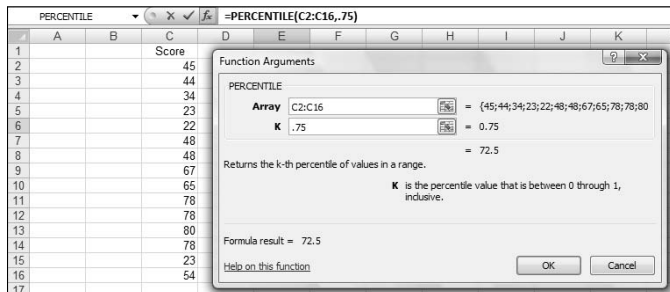 PERCENTILE =PERCENTILE(C2:C16,.75)
A B C D E F G H I J K
1 Score
2 45
3 44
4 34
5 23
6 22
7 48
8 48
9 67
10 65
11 78
12 78
13 80
14 78
15 23
16 54
17
Function Arguments
PERCENTILE
Array C2:C16 = {45;44;34;23;22;48;48;67;65;78;78;80
K .75 = 0.75
= 72.5
Returns the k-th percentile of values in a range.
K is the percentile value that is between 0 through 1,
inclusive.
Formula result = 72.5
Help on this function OK Cancel